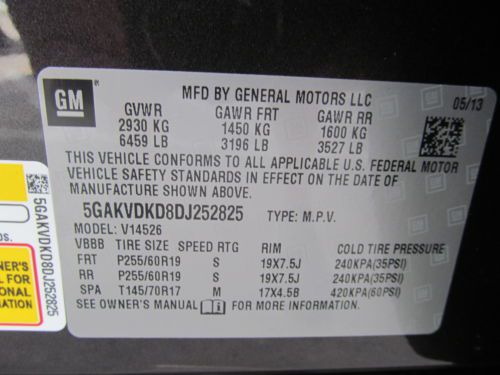 GM
MFD BY GENERAL MOTORS LLC
05/13
GVWR GAWR FRT GAWR RR
2930 KG 1450 KG 1600 KG
6459 LB 3196 LB 3527 LB
THIS VEHICLE CONFORMS TO ALL APPLICABLE U.S. FEDERAL MOTOR
VEHICLE SAFETY STANDARDS IN EFFECT ON THE DATE OF MANUFACTURE
SHOWN ABOVE.
5GAKVDKD8DJ252825 TYPE: M.P.V.
MODEL: V14526
VBBB TIRE SIZE SPEED RTG RIM COLD TIRE PRESSURE
FRT P255/60R19 S 19X7.5J 240KPA(35PSI)
RR P255/60R19 S 19X7.5J 240KPA(35PSI)
SPA T145/70R17 M 17X4.5B 420KPA(60PSI)
SEE OWNER'S MANUAL FOR MORE INFORMATION.
5GAKVDKD8DJ252825